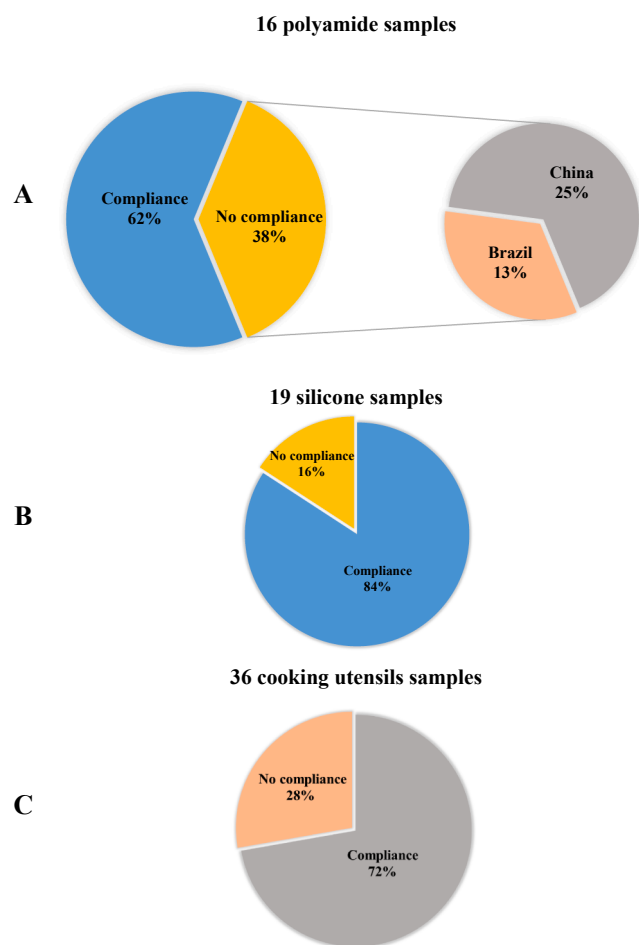 16 polyamide samples
A
Compliance
62%
No compliance
38%
China
25%
Brazil
13%
19 silicone samples
B
No compliance
16%
Compliance
84%
36 cooking utensils samples
C
No compliance
28%
Compliance
72%